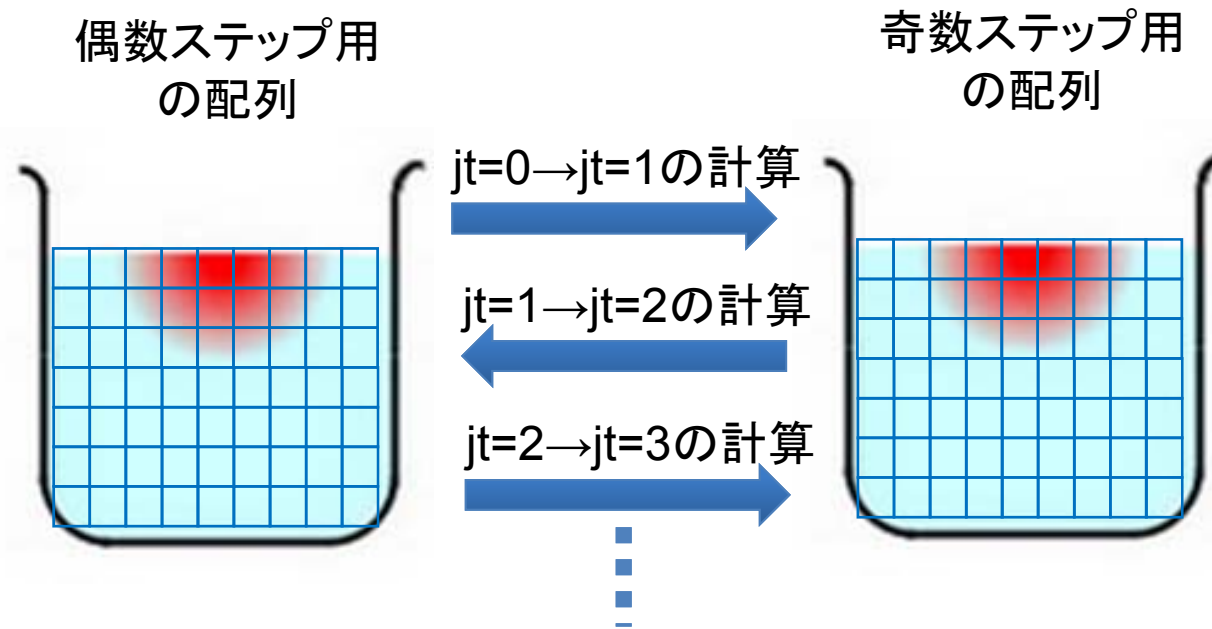 偶数ステップ用
の配列
奇数ステップ用
の配列
jt=0→jt=1の計算
jt=1→jt=2の計算
jt=2→jt=3の計算